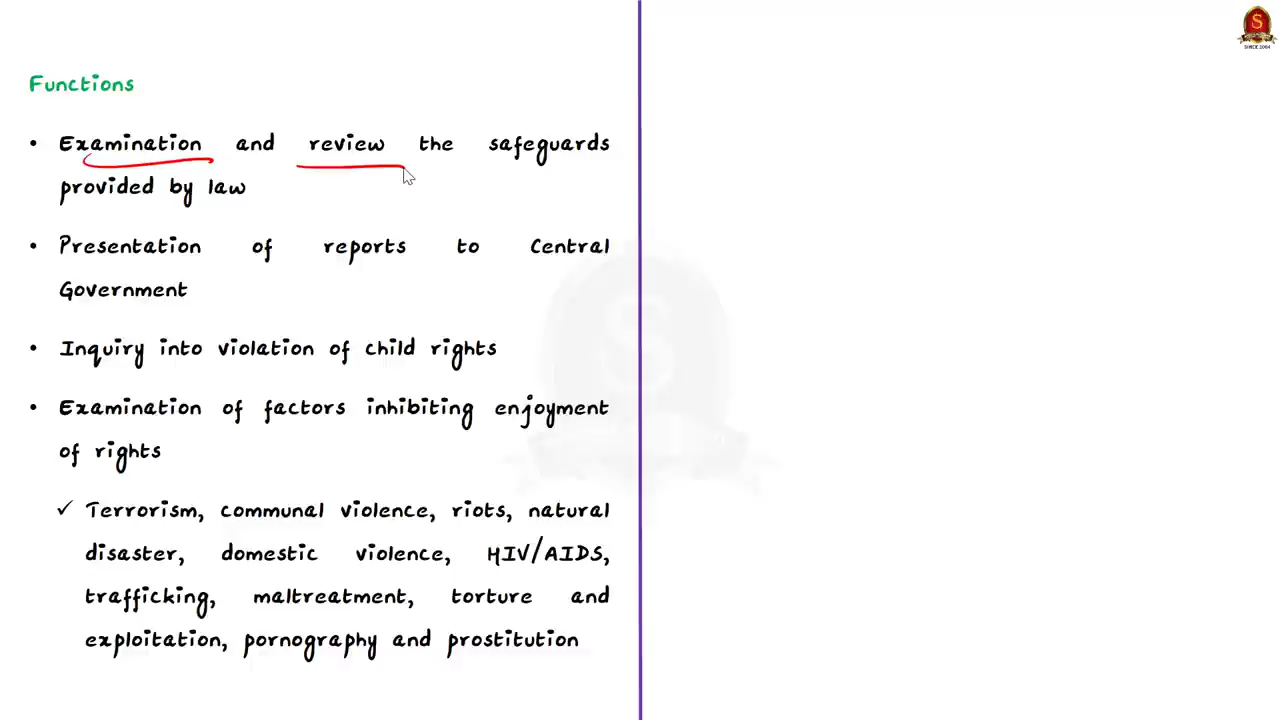 S
SINCE 2004
Functions
• Examination and review the safeguards
provided by law
• Presentation of reports to Central
Government
• Inquiry into violation of child rights
• Examination of factors inhibiting enjoyment
of rights
✓ Terrorism, communal violence, riots, natural
disaster, domestic violence, HIV/AIDS,
trafficking, maltreatment, torture and
exploitation, pornography and prostitution